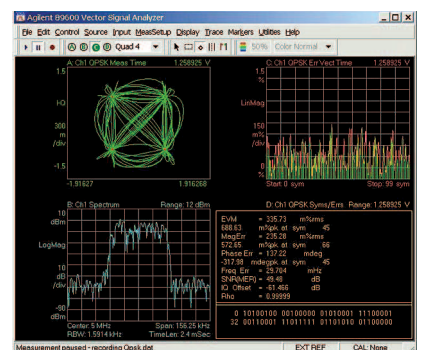 Agilent 89600 Vector Signal Analyzer
File Edit Control Source Input MeasSetup Display Trace Markers Utilities Help
Quad 4 50% Color Normal
A: Ch1 QPSK Meas Time 1.258925 V
1.5
I-Q
300
m
/div
-1.5
-1.91627 1.916268
C: Ch1 QPSK Err Vect Time 1.258925 V
1.5
%
LinMag
150
m%
/div
0
%
Start: 0 sym Stop: 99 sym
B: Ch1 Spectrum Range: 12 dBm
10
dBm
LogMag
10
dB
/div
-90
dBm
Center: 5 MHz Span: 156.25 kHz
RBW: 1.5914 kHz TimeLen: 2.4 mSec
D: Ch1 QPSK Syms/Errs Range: 1.258925 V
EVM = 335.73 m%rms
688.63 m%pk at sym 45
MagErr = 235.28 m%rms
572.65 m%pk at sym 66
Phase Err = 137.22 mdeg
-317.98 mdegpk at sym 45
Freq Err = 29.704 mHz
SNR(MER) = 49.48 dB
IQ Offset = -61.466 dB
Rho = 0.99999
0 10100100 00100000 01010001 11100001
32 00110001 11011111 01101010 01100000
Measurement paused - recording Qpsk.dat EXT REF CAL: None